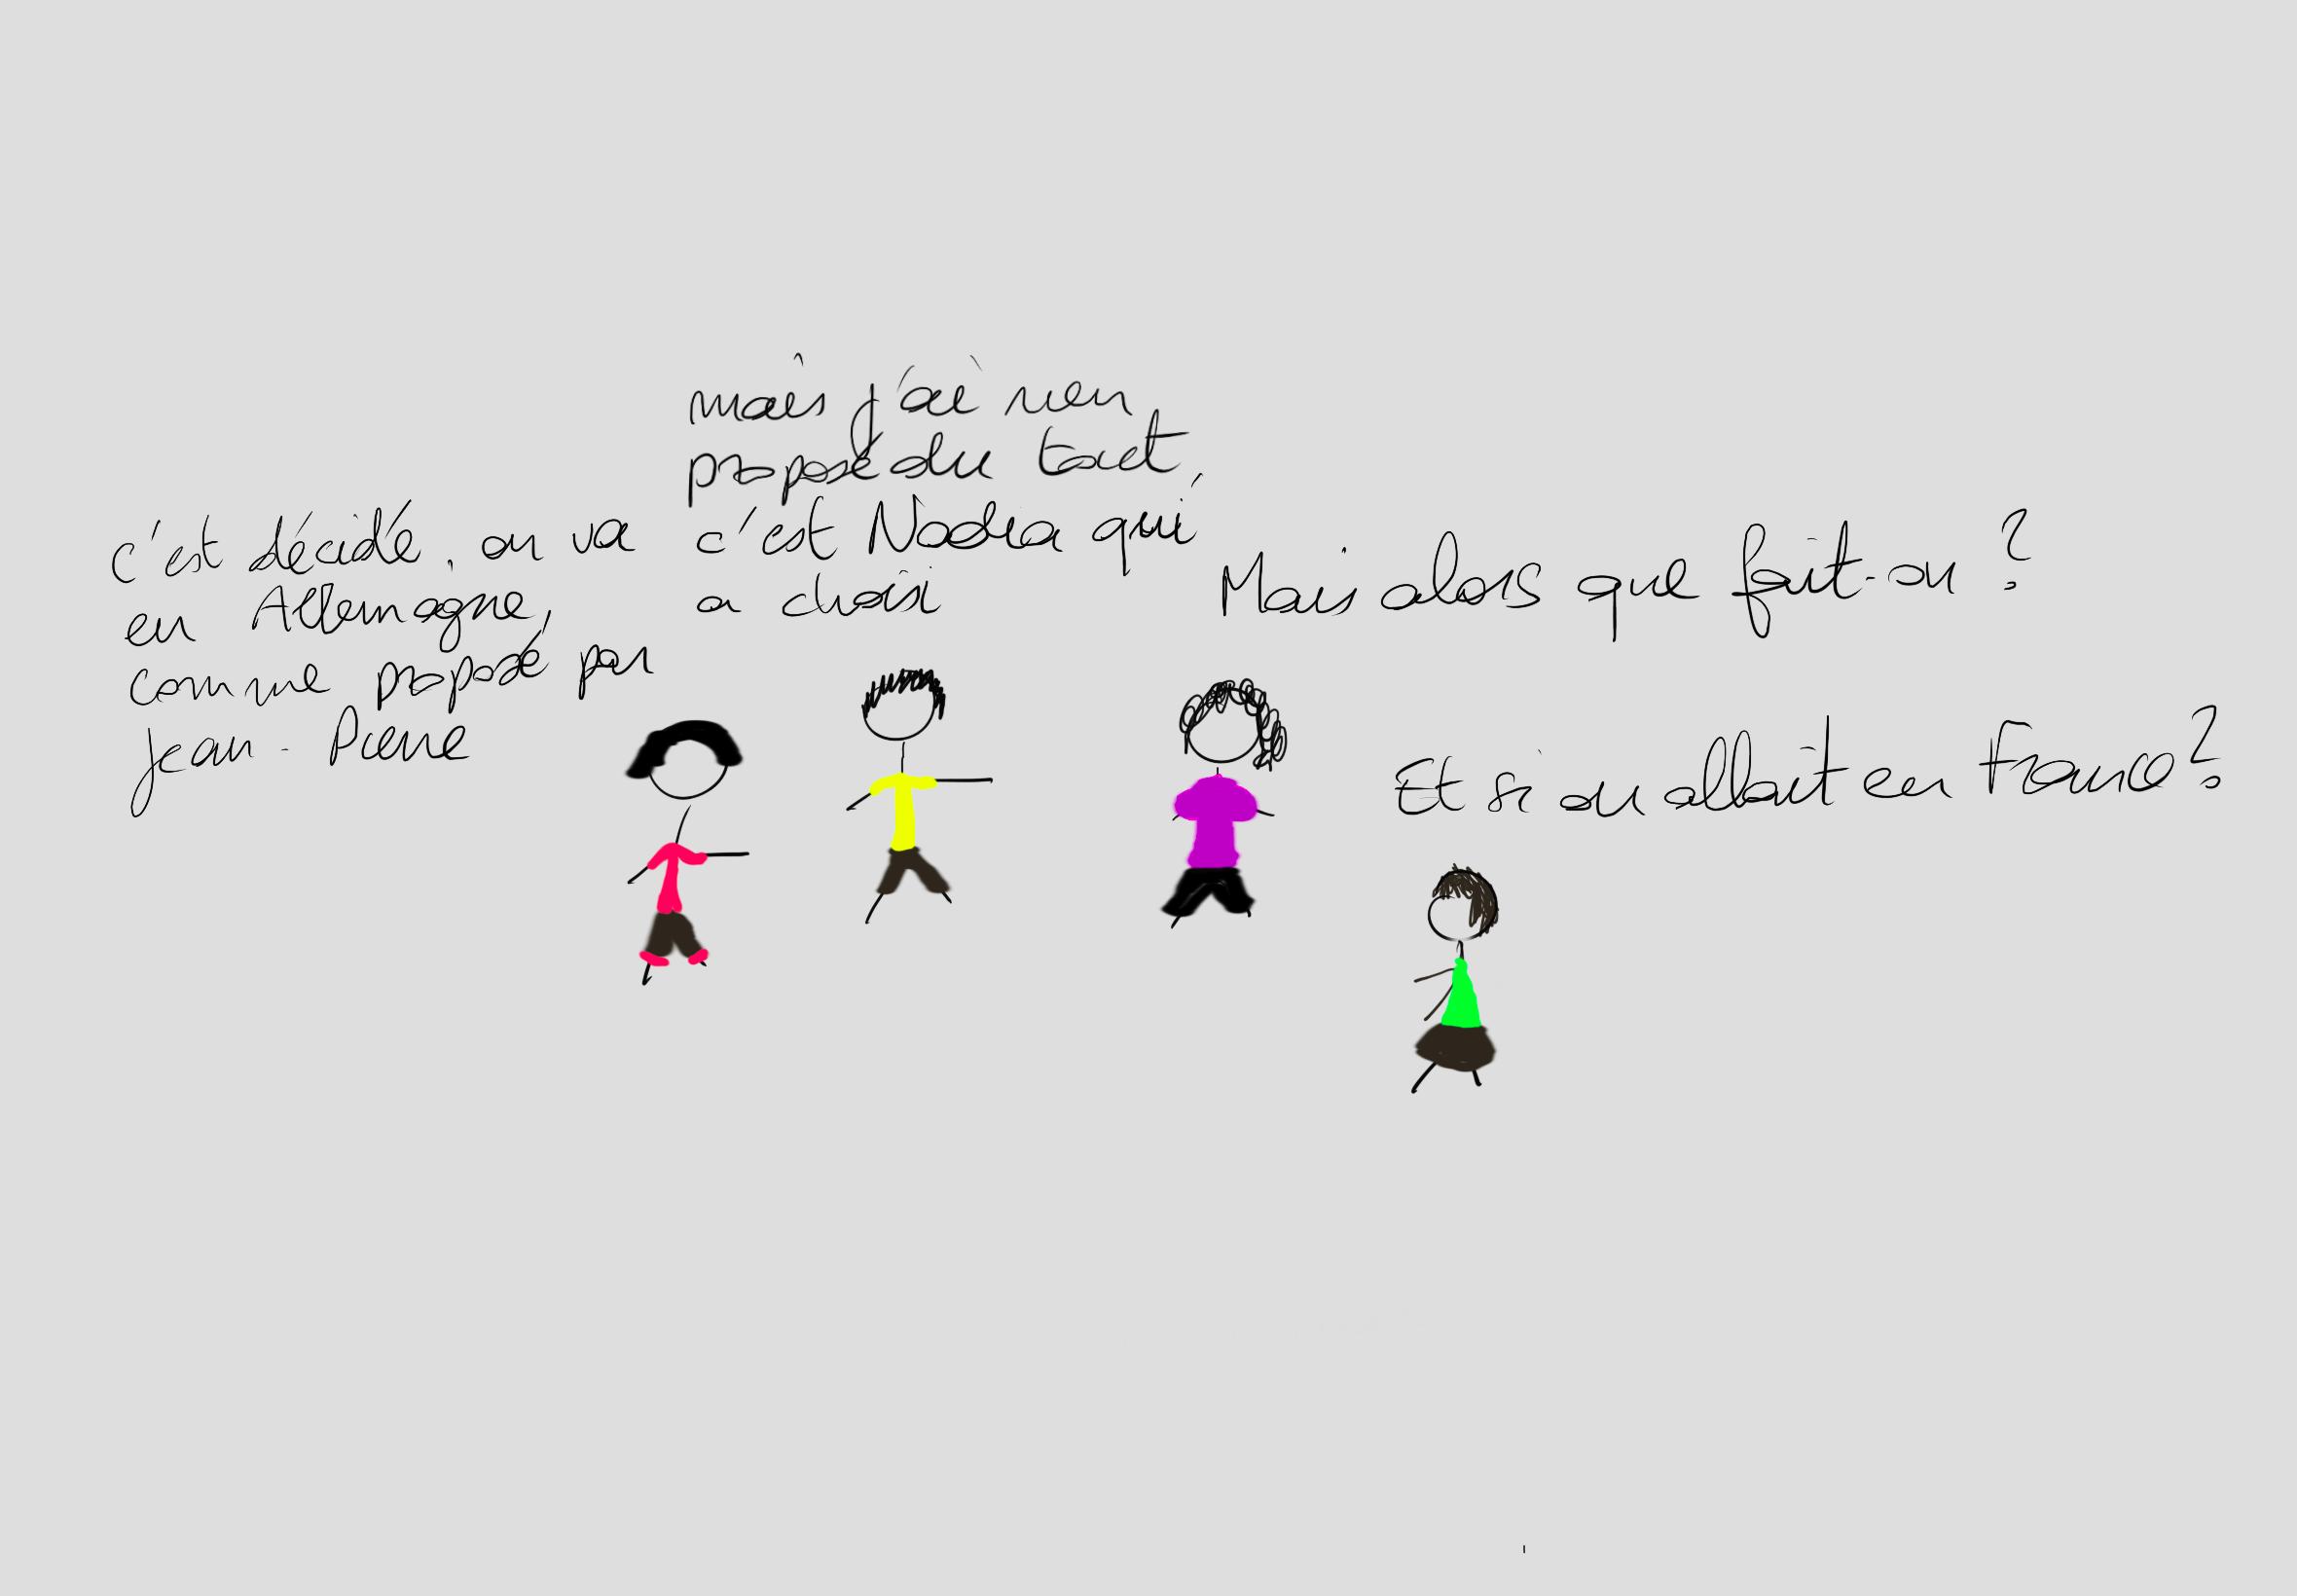 c'est décidé, on va
en Allemagne,
comme proposé par
Jean-Pierre
mais j'ai rien
proposé du tout,
c'est Nadia qui
a choisi
Mais alors que fait-on ?
Et si on allait en France ?